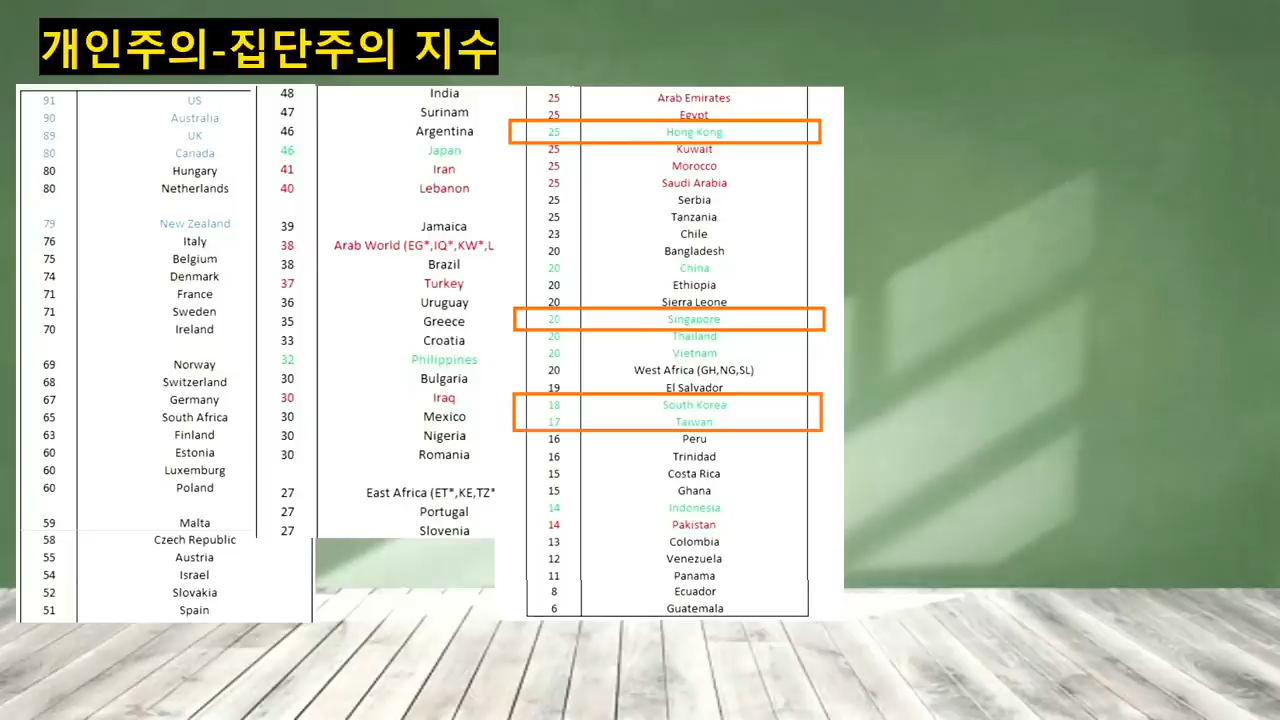 개인주의-집단주의 지수
91 US
90 Australia
89 UK
80 Canada
80 Hungary
80 Netherlands
79 New Zealand
76 Italy
75 Belgium
74 Denmark
71 France
71 Sweden
70 Ireland
69 Norway
68 Switzerland
67 Germany
65 South Africa
63 Finland
60 Estonia
60 Luxemburg
60 Poland
59 Malta
58 Czech Republic
55 Austria
54 Israel
52 Slovakia
51 Spain
48 India
47 Surinam
46 Argentina
46 Japan
41 Iran
40 Lebanon
39 Jamaica
38 Arab World (EG*,IQ*,KW*,L
38 Brazil
37 Turkey
36 Uruguay
35 Greece
33 Croatia
32 Philippines
30 Bulgaria
30 Iraq
30 Mexico
30 Nigeria
30 Romania
27 East Africa (ET*,KE,TZ*
27 Portugal
27 Slovenia
25 Arab Emirates
25 Egypt
25 Hong Kong
25 Kuwait
25 Morocco
25 Saudi Arabia
25 Serbia
25 Tanzania
23 Chile
20 Bangladesh
20 China
20 Ethiopia
20 Sierra Leone
20 Singapore
20 Thailand
20 Vietnam
20 West Africa (GH,NG,SL)
19 El Salvador
18 South Korea
17 Taiwan
16 Peru
16 Trinidad
15 Costa Rica
15 Ghana
14 Indonesia
14 Pakistan
13 Colombia
12 Venezuela
11 Panama
8 Ecuador
6 Guatemala